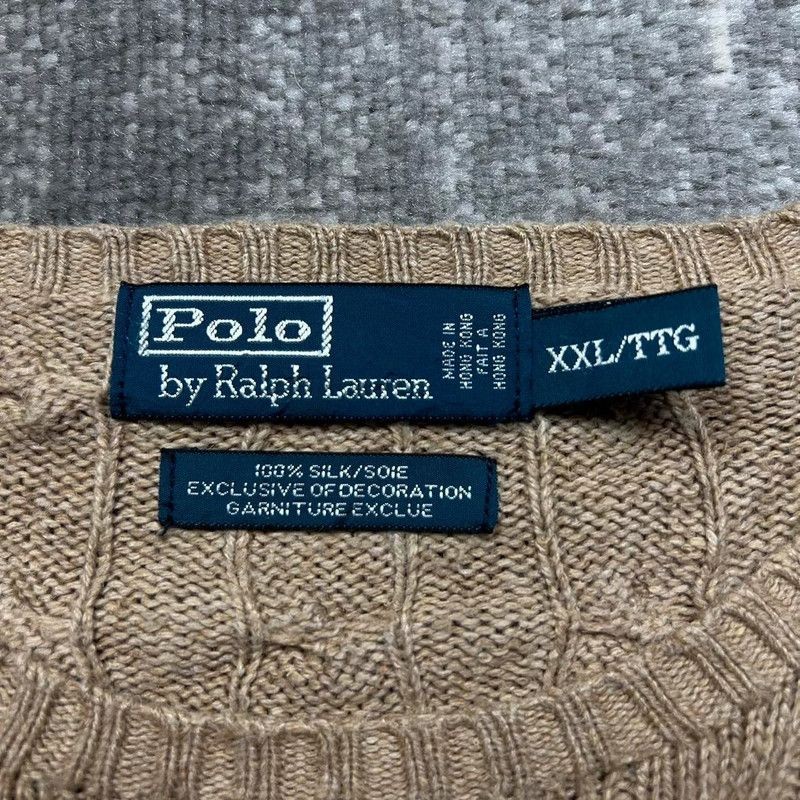 Polo
by Ralph Lauren
MADE IN
HONG KONG
FAIT A
HONG KONG
XXL/TTG
100% SILK/SOIE
EXCLUSIVE OF DECORATION
GARNITURE EXCLUE